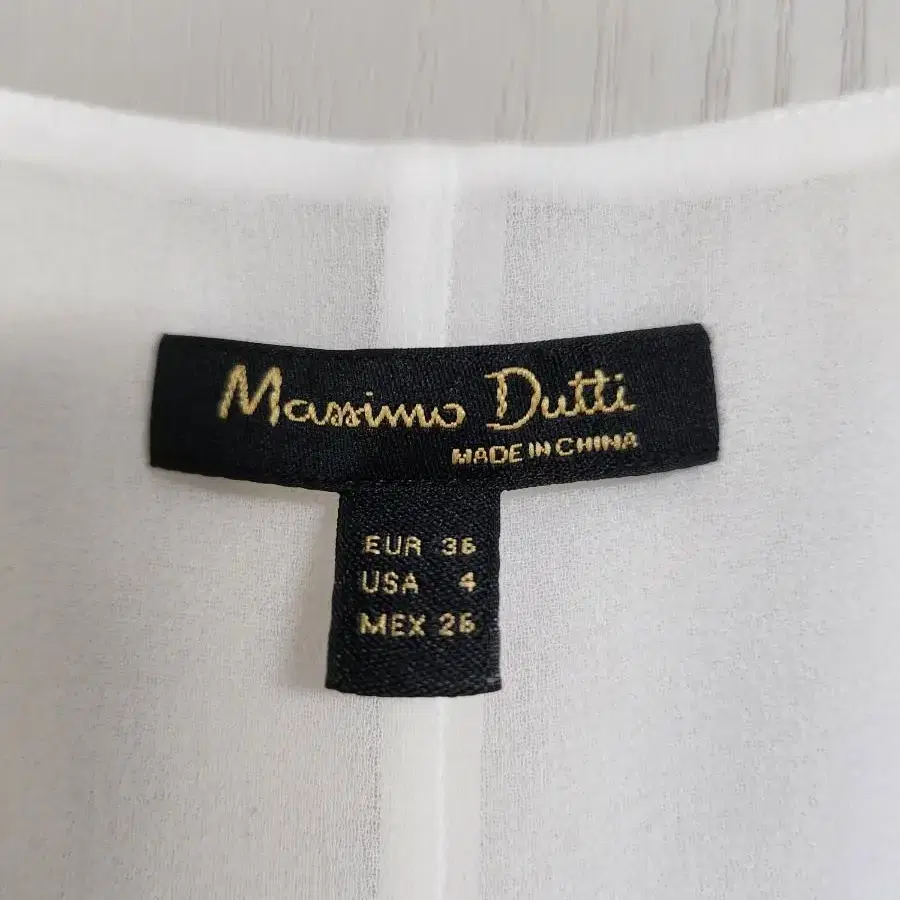 Massimo Dutti
MADE IN CHINA
EUR 36
USA 4
MEX 26